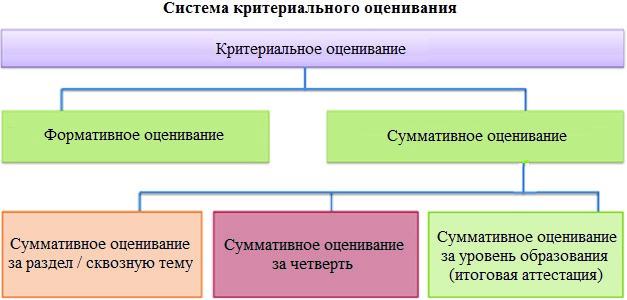 Система критериального оценивания
Критериальное оценивание
Формативное оценивание
Суммативное оценивание
Суммативное оценивание
за раздел / сквозную тему
Суммативное оценивание
за четверть
Суммативное оценивание
за уровень образования
(итоговая аттестация)